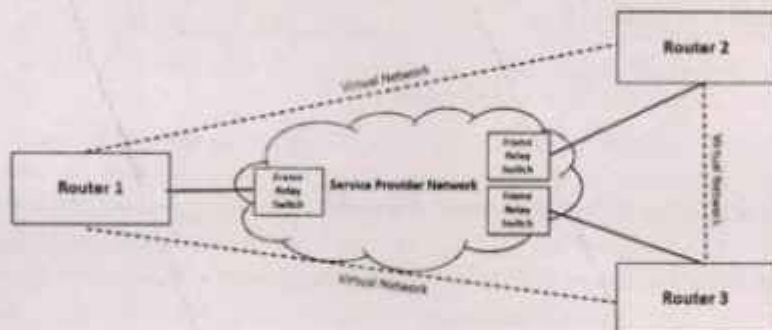 Router 2
Virtual Network
Frame
Relay
Switch
Router 1
Frame
Relay
Switch
Service Provider Network
Virtual Network
Frame
Relay
Switch
Virtual Network
Router 3